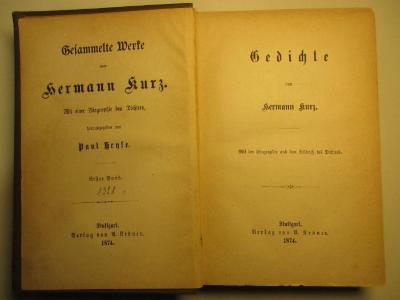 Gesammelte Werke
von
Hermann Kurz.
Mit einer Biographie des Dichters,
herausgegeben von
Paul Heyse.
Erster Band.
Stuttgart.
Verlag von A. Kröner.
1874.
Gedichte
von
Hermann Kurz.
Mit der Biographie und dem Bildniß des Dichters.
Stuttgart.
Verlag von A. Kröner.
1874.